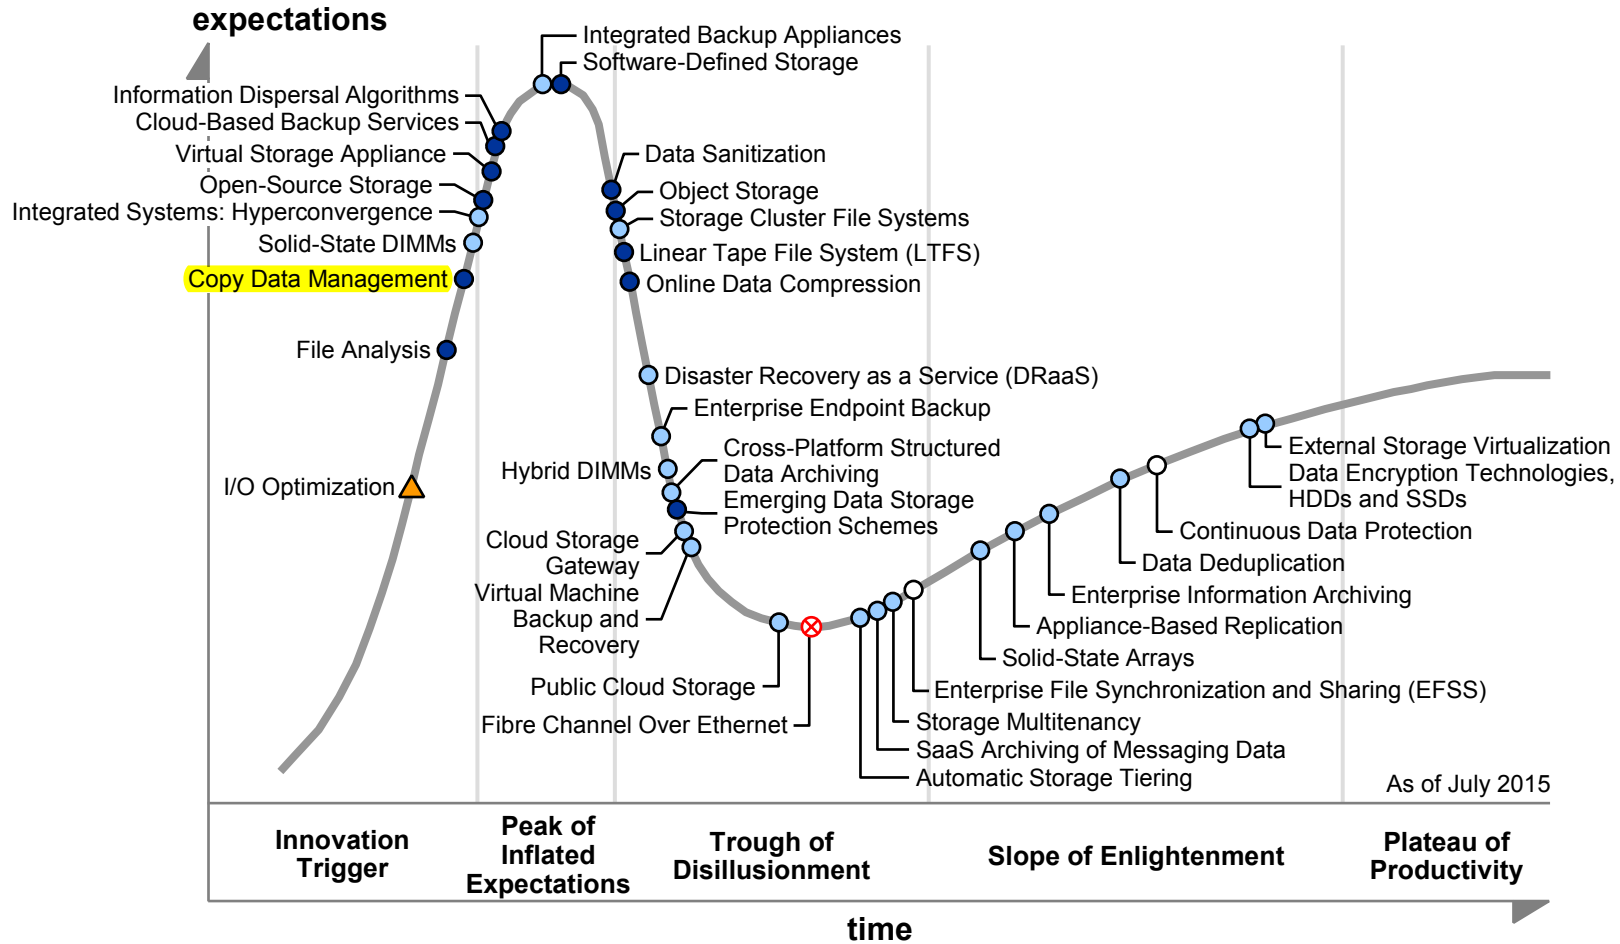 expectations
Integrated Backup Appliances
Software-Defined Storage
Information Dispersal Algorithms
Cloud-Based Backup Services
Virtual Storage Appliance
Open-Source Storage
Integrated Systems: Hyperconvergence
Solid-State DIMMs
Copy Data Management
File Analysis
I/O Optimization
Data Sanitization
Object Storage
Storage Cluster File Systems
Linear Tape File System (LTFS)
Online Data Compression
Disaster Recovery as a Service (DRaaS)
Enterprise Endpoint Backup
Hybrid DIMMs
Cross-Platform Structured
Data Archiving
Emerging Data Storage
Protection Schemes
Cloud Storage
Gateway
Virtual Machine
Backup and
Recovery
Public Cloud Storage
Fibre Channel Over Ethernet
External Storage Virtualization
Data Encryption Technologies,
HDDs and SSDs
Continuous Data Protection
Data Deduplication
Enterprise Information Archiving
Appliance-Based Replication
Solid-State Arrays
Enterprise File Synchronization and Sharing (EFSS)
Storage Multitenancy
SaaS Archiving of Messaging Data
Automatic Storage Tiering
As of July 2015
Innovation
Trigger
Peak of
Inflated
Expectations
Trough of
Disillusionment
Slope of Enlightenment
Plateau of
Productivity
time